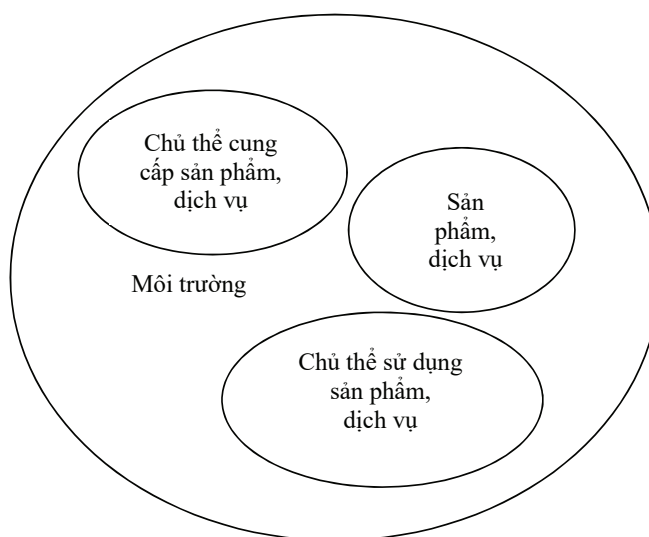 Chủ thể cung
cấp sản phẩm,
dịch vụ
Sản
phẩm,
dịch vụ
Môi trường
Chủ thể sử dụng
sản phẩm,
dịch vụ